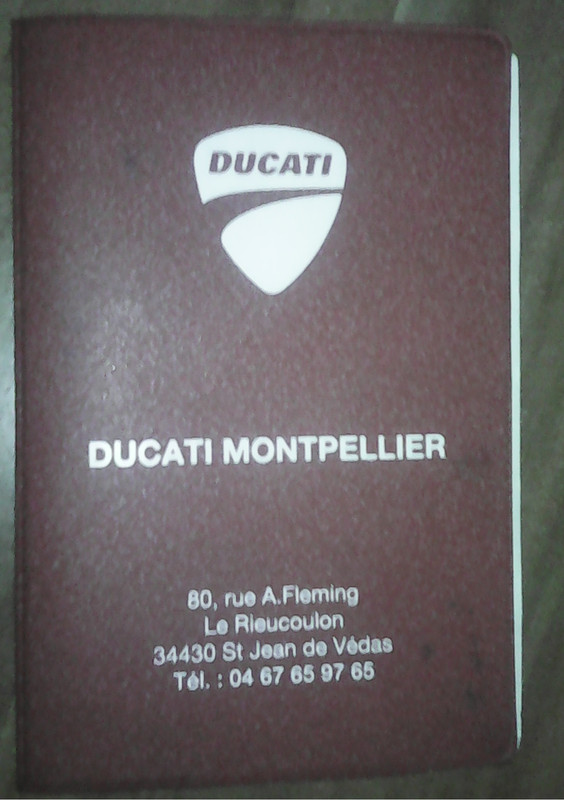 DUCATI
DUCATI MONTPELLIER
80, rue A.Fleming
Le Rieucoulon
34430 St Jean de Védas
Tél. : 04 67 65 97 65